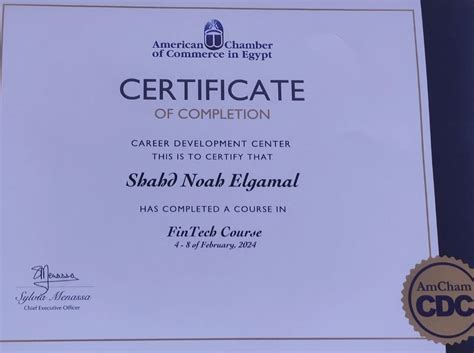 American Chamber
of Commerce in Egypt
CERTIFICATE
OF COMPLETION
CAREER DEVELOPMENT CENTER
THIS IS TO CERTIFY THAT
Shahd Noah Elgamal
HAS COMPLETED A COURSE IN
FinTech Course
4 - 8 of February, 2024
SMenassa
Sylvia Menassa
Chief Executive Officer
AmCham
CDC